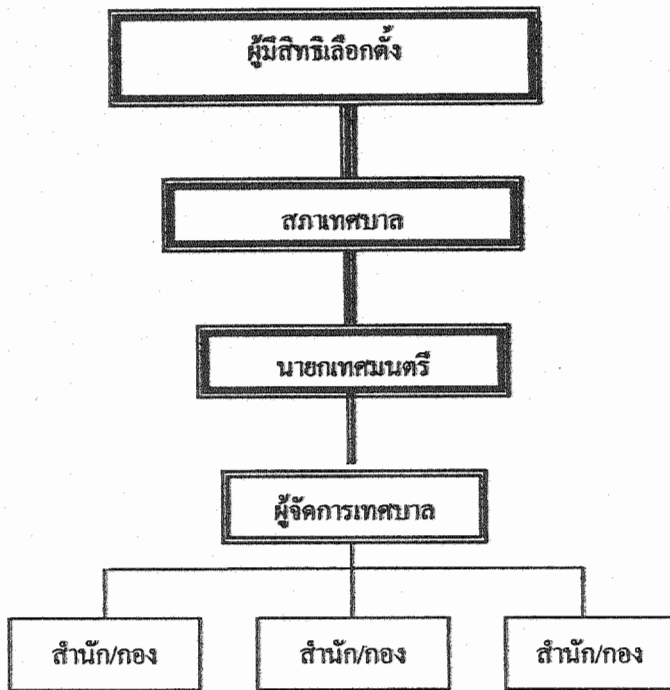 ผู้มีสิทธิเลือกตั้ง
สภาเทศบาล
นายกเทศมนตรี
ผู้จัดการเทศบาล
สำนัก/กอง
สำนัก/กอง
สำนัก/กอง